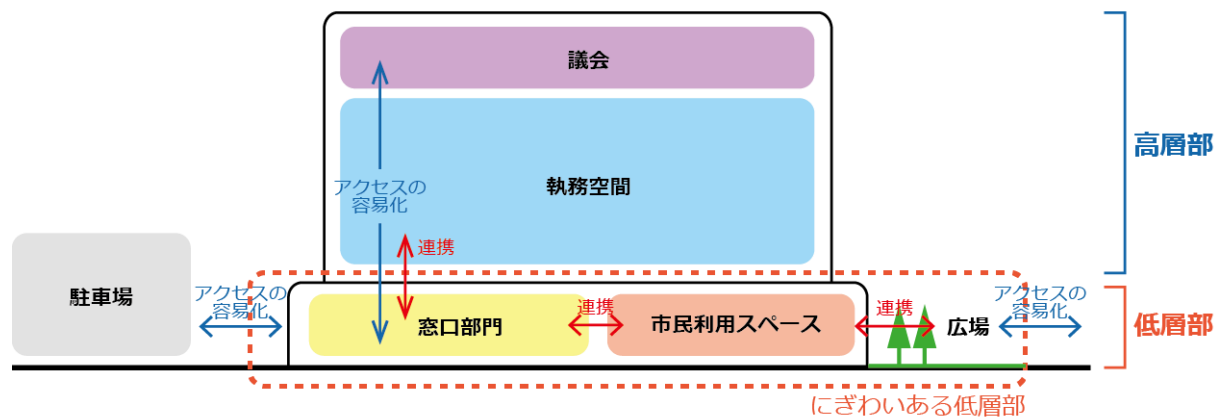 議会
高層部
執務空間
アクセスの
容易化
連携
駐車場
アクセスの
容易化
窓口部門
連携
市民利用スペース
連携
広場
アクセスの
容易化
低層部
にぎわいある低層部